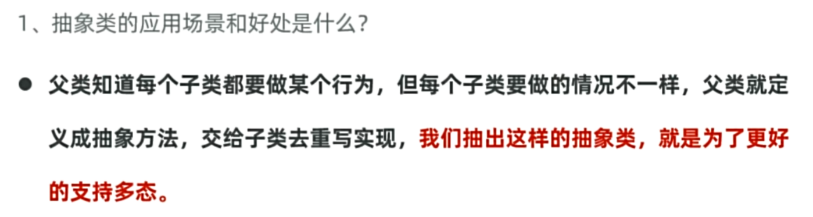 1、抽象类的应用场景和好处是什么?
● 父类知道每个子类都要做某个行为，但每个子类要做的情况不一样，父类就定
义成抽象方法，交给子类去重写实现，我们抽出这样的抽象类，就是为了更好
的支持多态。